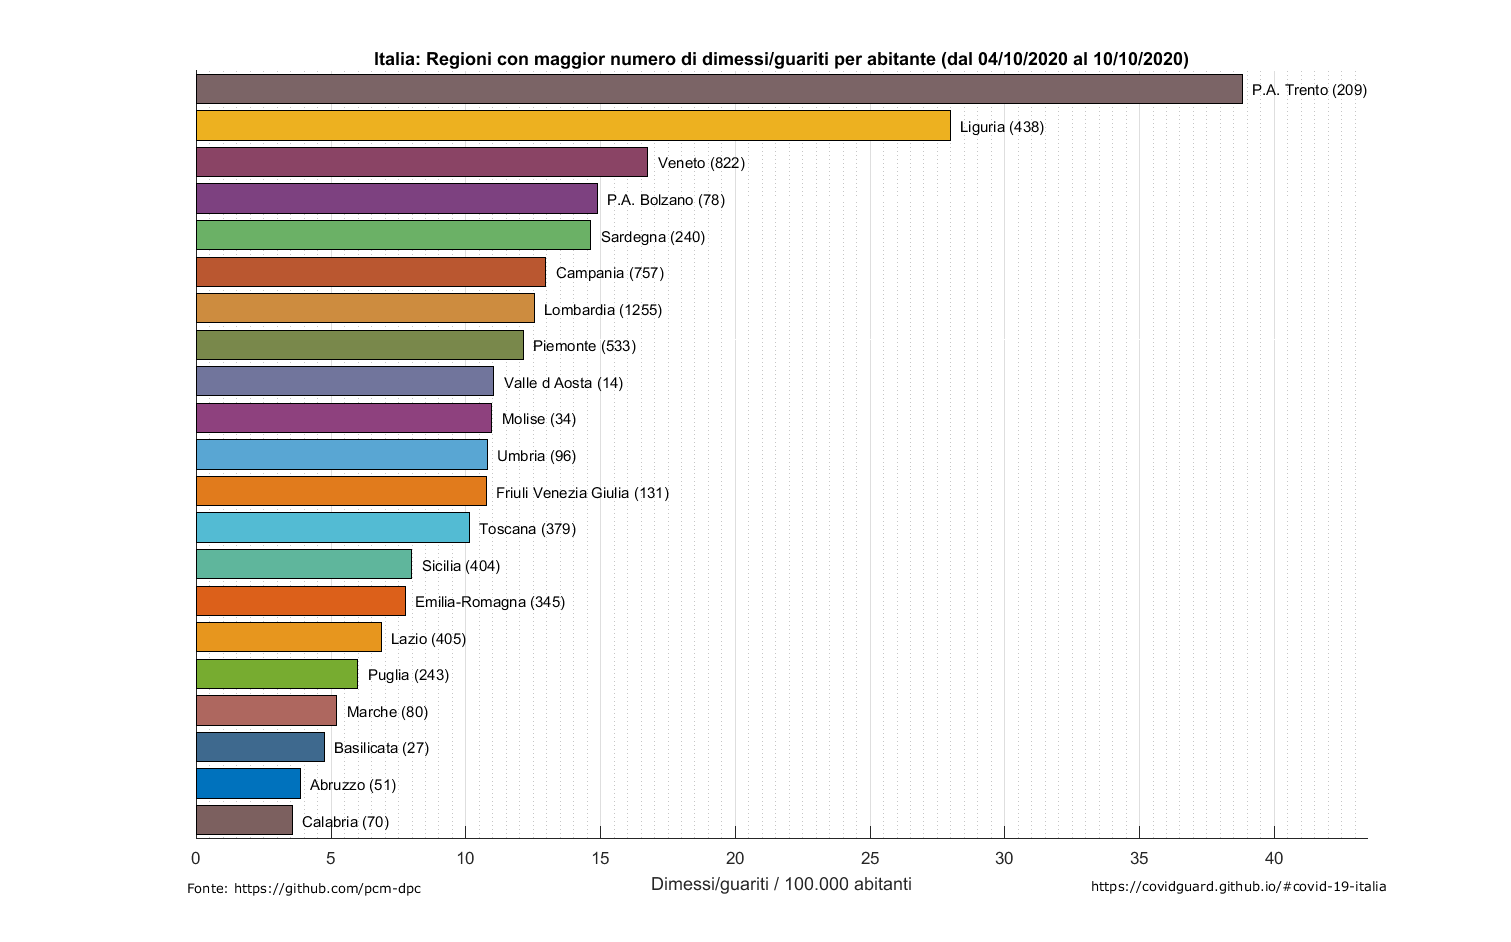 Italia: Regioni con maggior numero di dimessi/guariti per abitante (dal 04/10/2020 al 10/10/2020)
P.A. Trento (209)
Liguria (438)
Veneto (822)
P.A. Bolzano (78)
Sardegna (240)
Campania (757)
Lombardia (1255)
Piemonte (533)
Valle d Aosta (14)
Molise (34)
Umbria (96)
Friuli Venezia Giulia (131)
Toscana (379)
Sicilia (404)
Emilia-Romagna (345)
Lazio (405)
Puglia (243)
Marche (80)
Basilicata (27)
Abruzzo (51)
Calabria (70)
0 5 10 15 20 25 30 35 40
Dimessi/guariti / 100.000 abitanti
Fonte: https://github.com/pcm-dpc
https://covidguard.github.io/#covid-19-italia